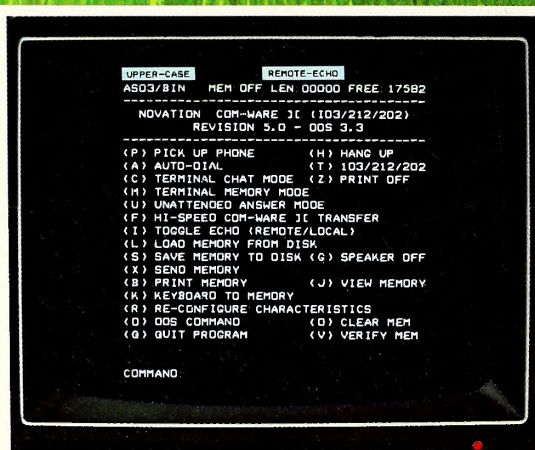 UPPER-CASE REMOTE-ECHO
AS03/BIN MEM OFF LEN:00000 FREE:17582
NOVATION COM-WARE ][ (103/212/202)
REVISION 5.0 - DOS 3.3
(P) PICK UP PHONE (H) HANG UP
(A) AUTO-DIAL (T) 103/212/202
(C) TERMINAL CHAT MODE (Z) PRINT OFF
(M) TERMINAL MEMORY MODE
(U) UNATTENDED ANSWER MODE
(F) HI-SPEED COM-WARE ][ TRANSFER
(I) TOGGLE ECHO (REMOTE/LOCAL)
(L) LOAD MEMORY FROM DISK
(S) SAVE MEMORY TO DISK (G) SPEAKER OFF
(X) SEND MEMORY
(B) PRINT MEMORY (J) VIEW MEMORY
(K) KEYBOARD TO MEMORY
(R) RE-CONFIGURE CHARACTERISTICS
(O) DOS COMMAND (D) CLEAR MEM
(Q) QUIT PROGRAM (V) VERIFY MEM
COMMAND: